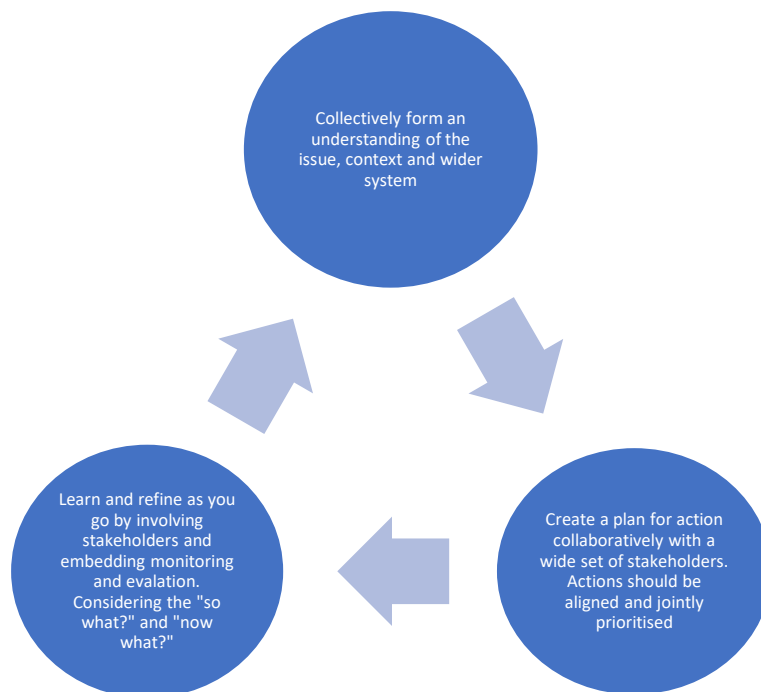 Collectively form an
understanding of the
issue, context and wider
system
Create a plan for action
collaboratively with a
wide set of stakeholders.
Actions should be
aligned and jointly
prioritised
Learn and refine as you
go by involving
stakeholders and
embedding monitoring
and evalation.
Considering the "so
what?" and "now
what?"